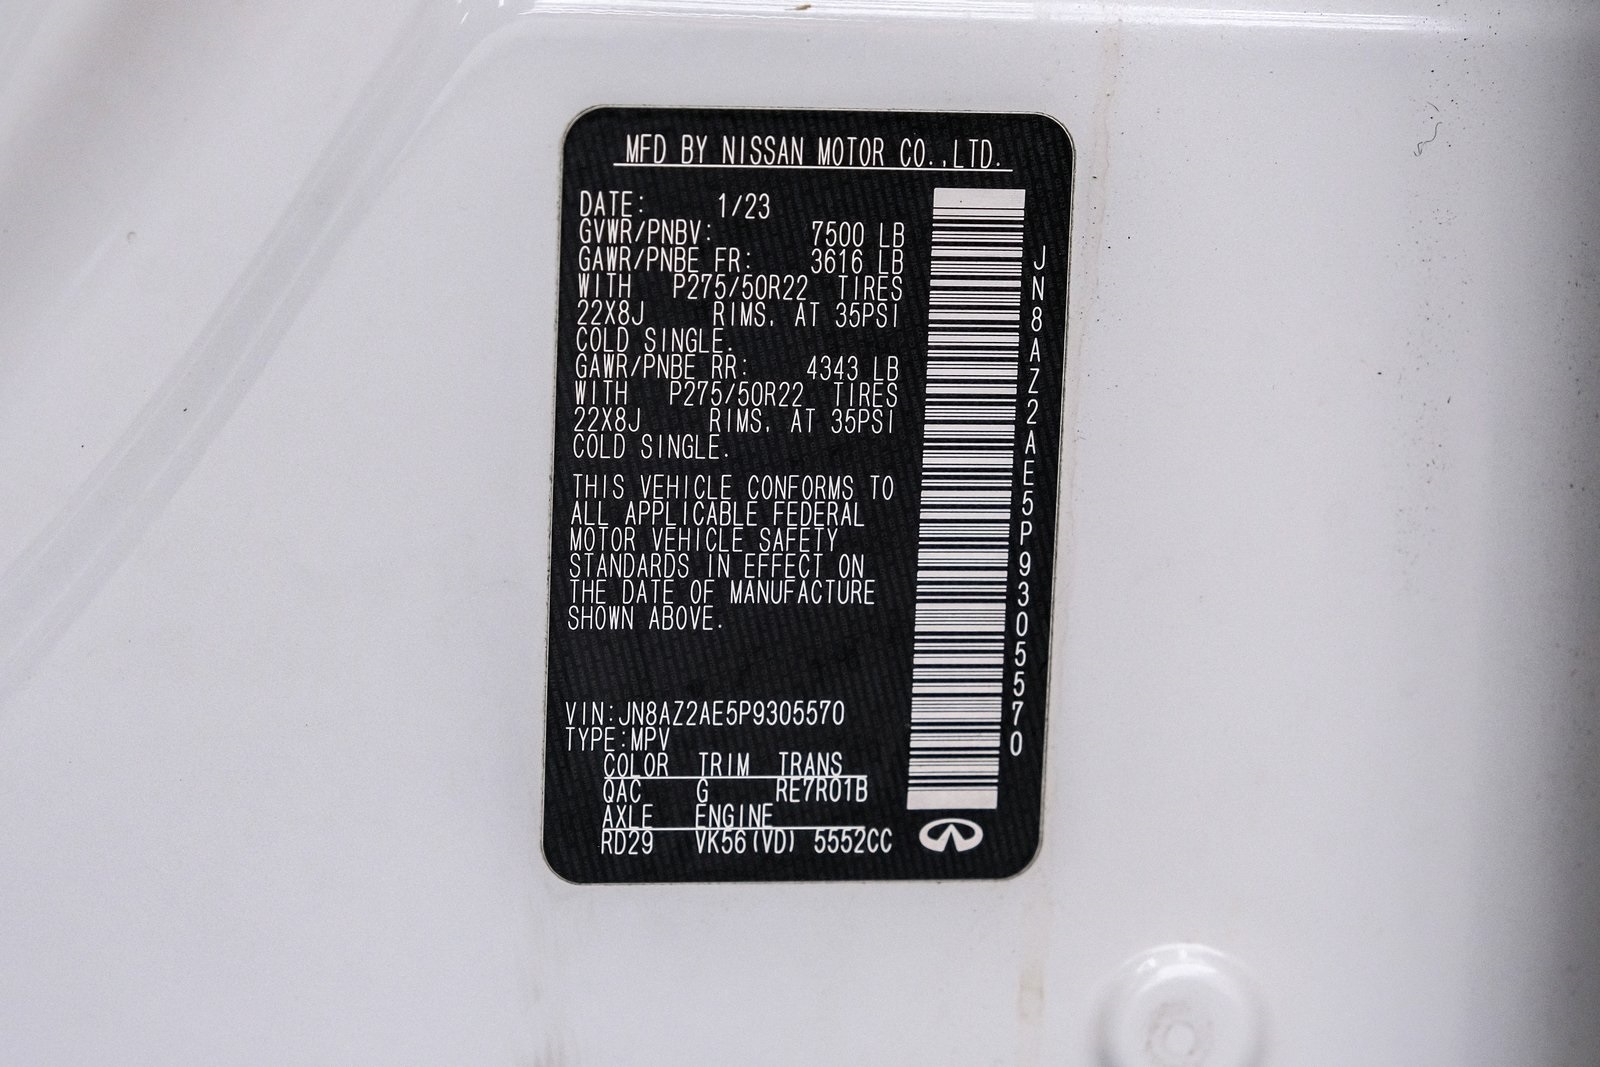 MFD BY NISSAN MOTOR CO.,LTD.
DATE: 1/23
GVWR/PNBV: 7500 LB
GAWR/PNBE FR: 3616 LB
WITH P275/50R22 TIRES
22X8J RIMS, AT 35PSI
COLD SINGLE.
GAWR/PNBE RR: 4343 LB
WITH P275/50R22 TIRES
22X8J RIMS, AT 35PSI
COLD SINGLE.
THIS VEHICLE CONFORMS TO
ALL APPLICABLE FEDERAL
MOTOR VEHICLE SAFETY
STANDARDS IN EFFECT ON
THE DATE OF MANUFACTURE
SHOWN ABOVE.
VIN:JN8AZ2AE5P9305570
TYPE:MPV
COLOR TRIM TRANS
QAC G RE7R01B
AXLE ENGINE
RD29 VK56(VD) 5552CC
JN8AZ2AE5P9305570